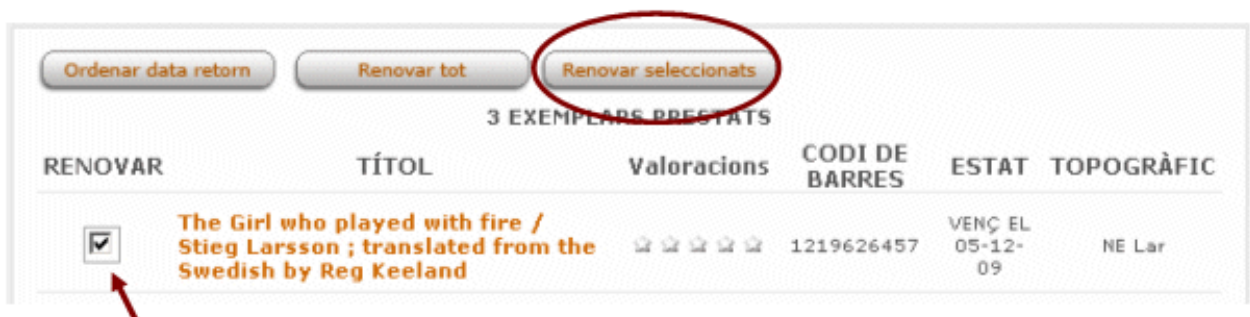 Ordenar data retorn
Renovar tot
Renovar seleccionats
3 EXEMPLARS PRESTATS
RENOVAR
TÍTOL
Valoracions
CODI DE
BARRES
ESTAT
TOPOGRÀFIC
The Girl who played with fire /
Stieg Larsson ; translated from the
Swedish by Reg Keeland
1219626457
VENÇ EL
05-12-
09
NE Lar